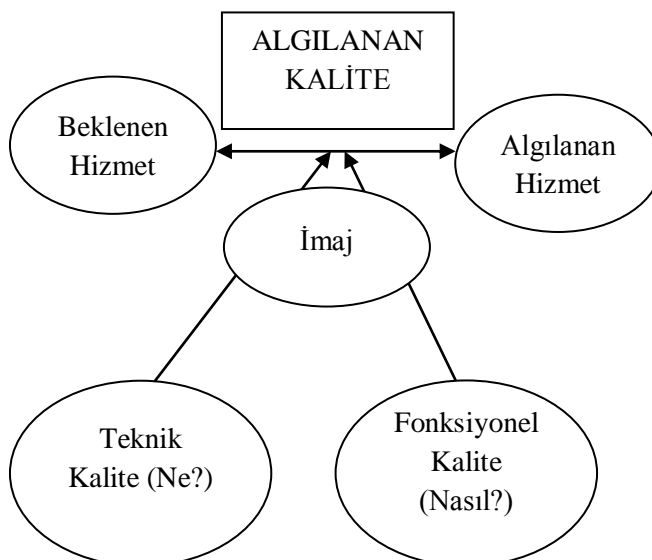 ALGILANAN
KALİTE
Beklenen
Hizmet
Algılanan
Hizmet
İmaj
Teknik
Kalite (Ne?)
Fonksiyonel
Kalite
(Nasıl?)